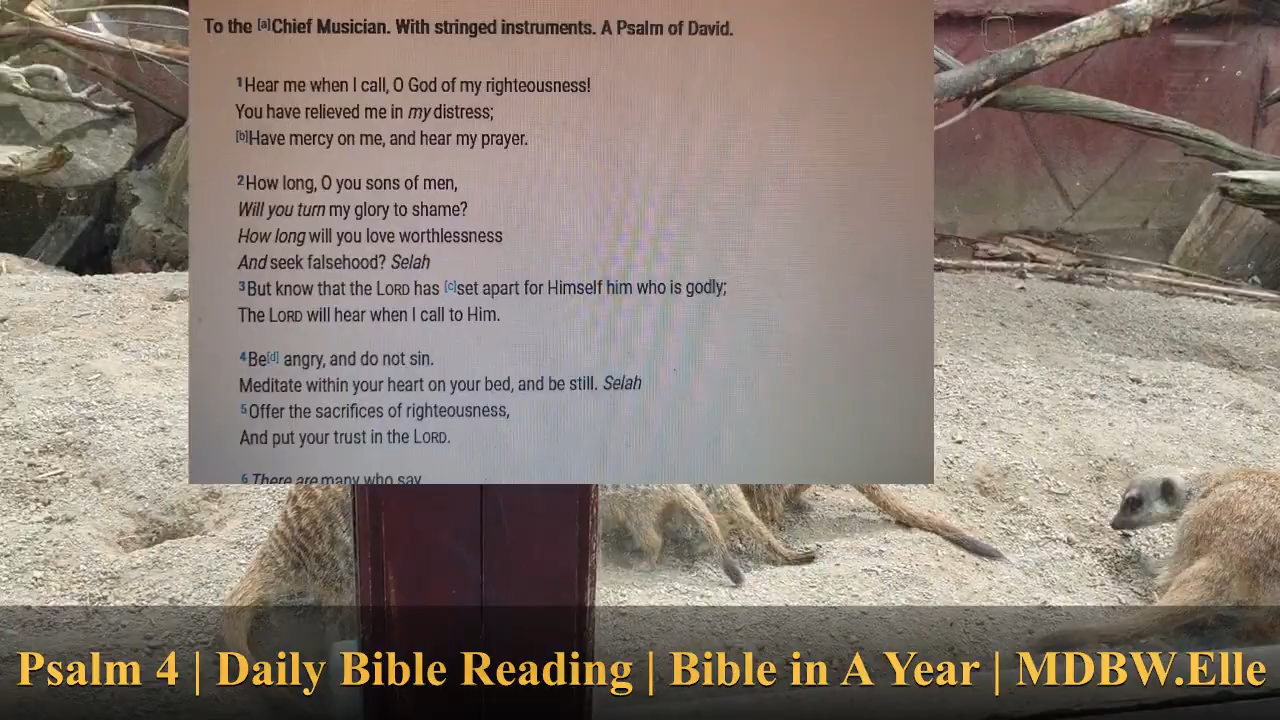 To the [a]Chief Musician. With stringed instruments. A Psalm of David.
1Hear me when I call, O God of my righteousness!
You have relieved me in my distress;
[b]Have mercy on me, and hear my prayer.
2How long, O you sons of men,
Will you turn my glory to shame?
How long will you love worthlessness
And seek falsehood? Selah
3But know that the LORD has [c]set apart for Himself him who is godly;
The LORD will hear when I call to Him.
4Be[d] angry, and do not sin.
Meditate within your heart on your bed, and be still. Selah
5Offer the sacrifices of righteousness,
And put your trust in the LORD.
6 There are many who say
Psalm 4 | Daily Bible Reading | Bible in A Year | MDBW.Elle